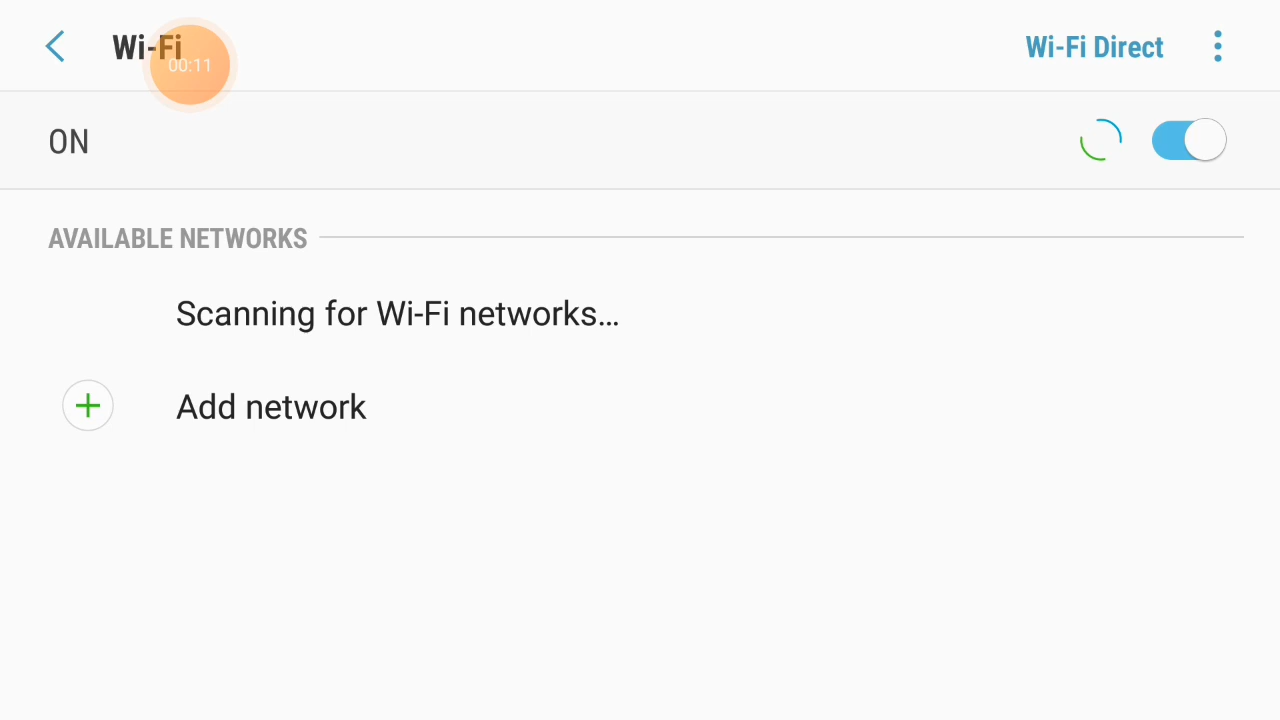 Wi-Fi
00:11
Wi-Fi Direct
ON
AVAILABLE NETWORKS
Scanning for Wi-Fi networks...
Add network